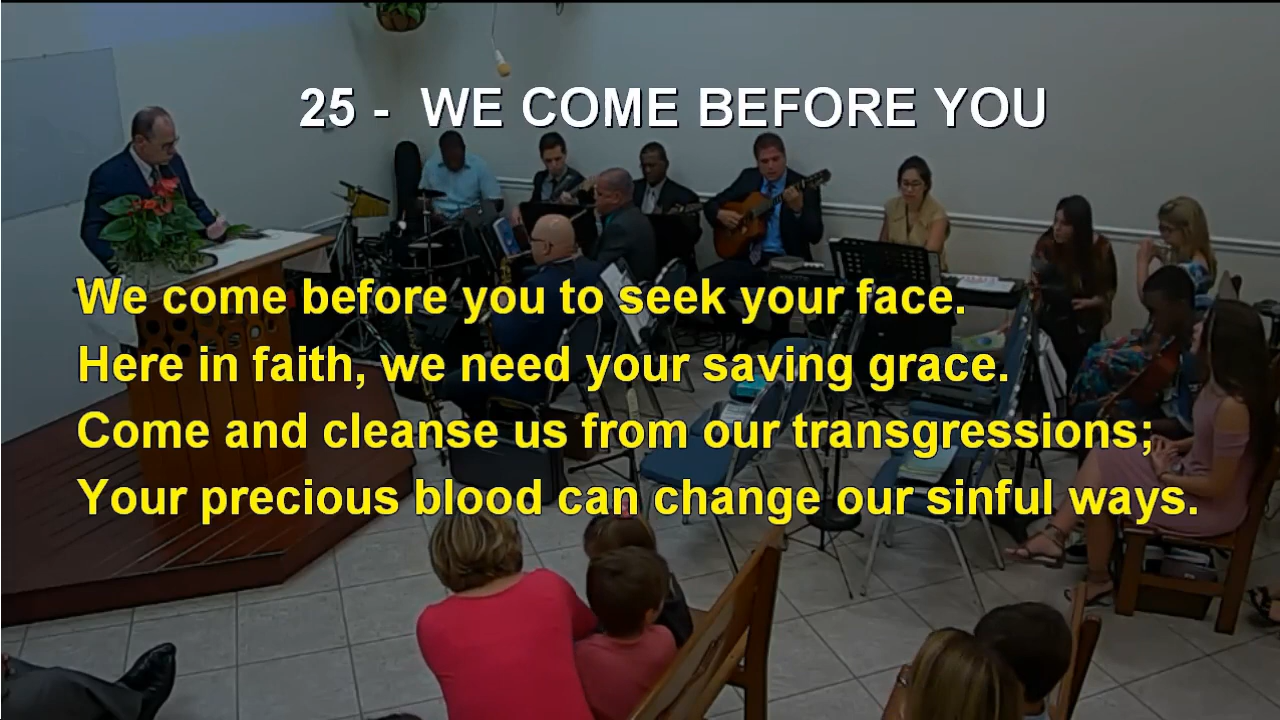 25 - WE COME BEFORE YOU
We come before you to seek your face.
Here in faith, we need your saving grace.
Come and cleanse us from our transgressions;
Your precious blood can change our sinful ways.